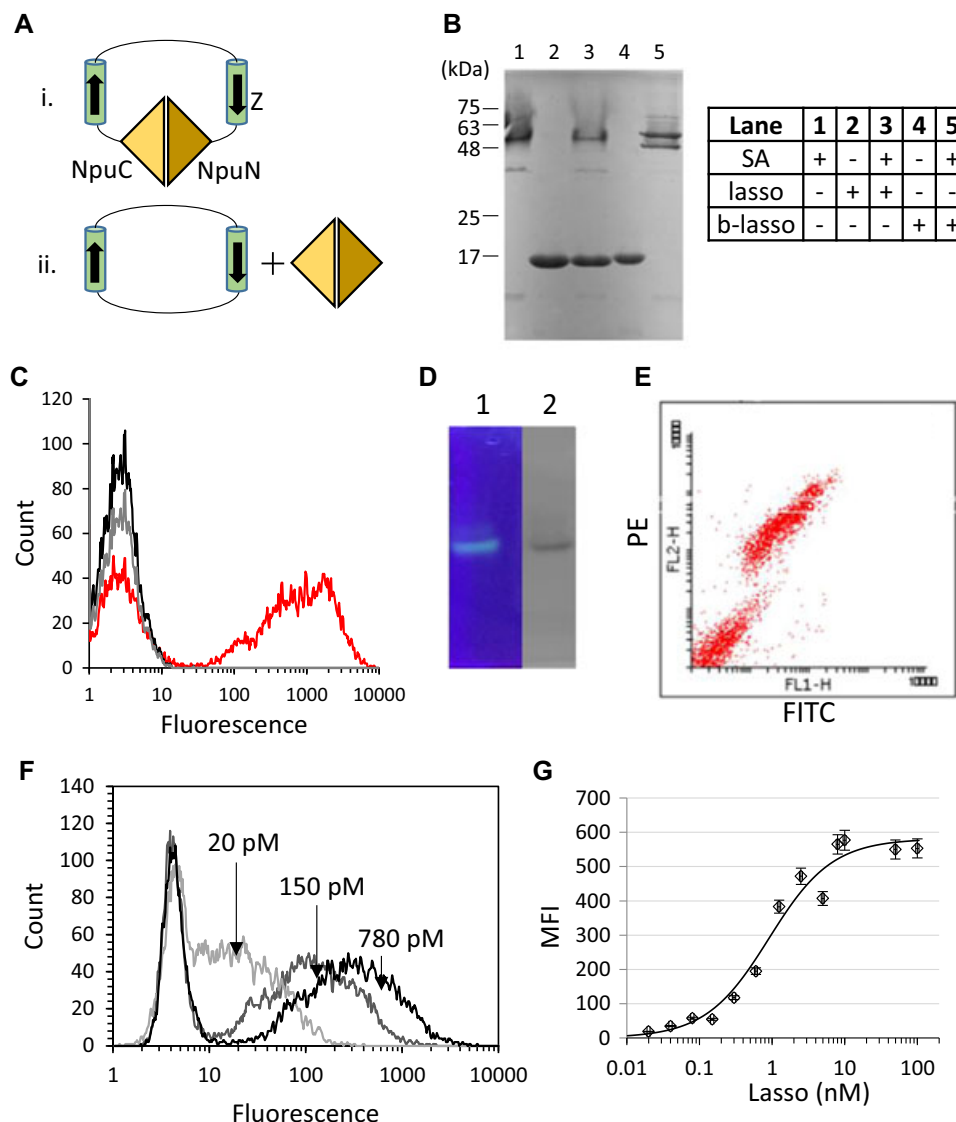 A
i.
Z
NpuC NpuN
ii.
+
B
1 2 3 4 5
(kDa)
75
63
48
25
17
Lane 1 2 3 4 5
SA + - + - +
lasso - + + - -
b-lasso - - - + +
C
Count
120
100
80
60
40
20
0
1 10 100 1000 10000
Fluorescence
D
1 2
E
PE
FL2-H
FL1-H
FITC
F
Count
140
120
100
80
60
40
20
0
20 pM
150 pM
780 pM
1 10 100 1000 10000
Fluorescence
G
MFI
700
600
500
400
300
200
100
0
0.01 0.1 1 10 100
Lasso (nM)